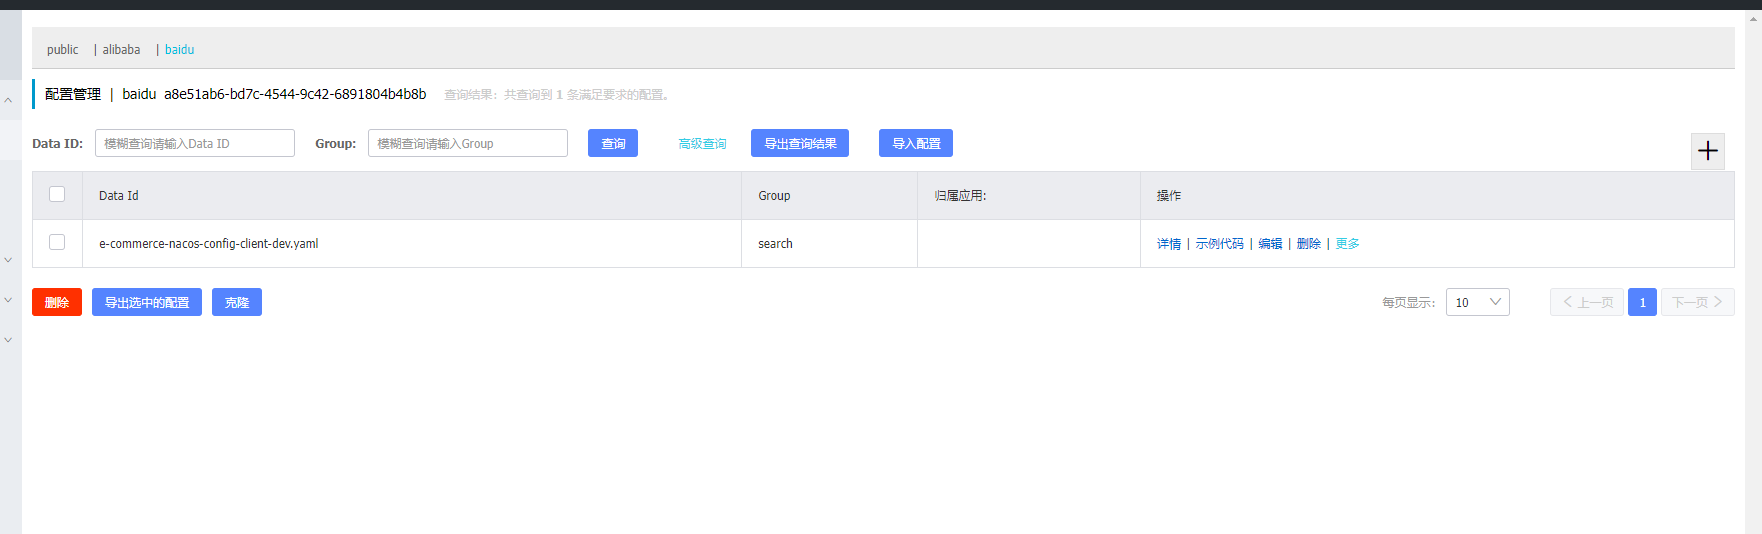 public | alibaba | baidu
配置管理 | baidu a8e51ab6-bd7c-4544-9c42-6891804b4b8b 查询结果：共查询到 1 条满足要求的配置。
Data ID: 模糊查询请输入Data ID Group: 模糊查询请输入Group 查询 高级查询 导出查询结果 导入配置
Data Id Group 归属应用: 操作
e-commerce-nacos-config-client-dev.yaml search 详情 | 示例代码 | 编辑 | 删除 | 更多
删除 导出选中的配置 克隆 每页显示: 10 上一页 1 下一页